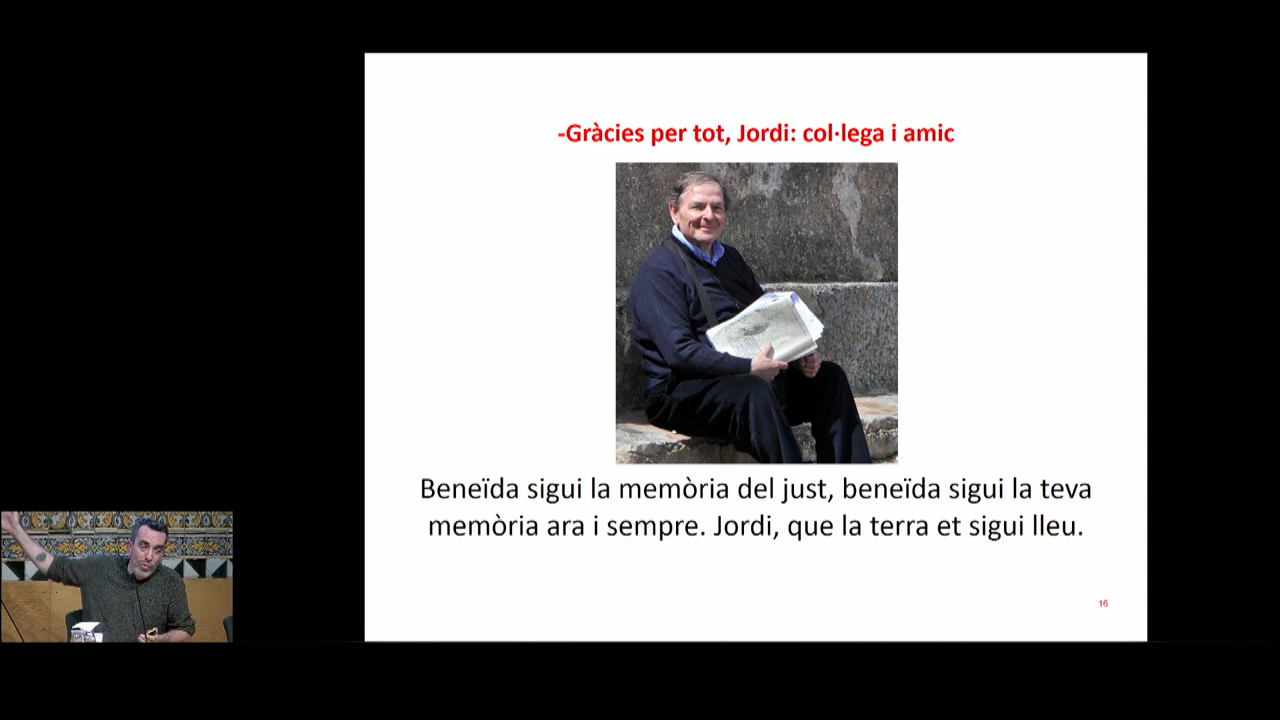 -Gràcies per tot, Jordi: col·lega i amic
Beneïda sigui la memòria del just, beneïda sigui la teva
memòria ara i sempre. Jordi, que la terra et sigui lleu.
16